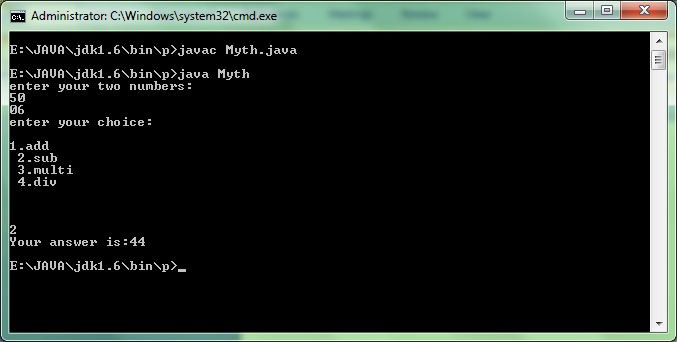 Administrator: C:\Windows\system32\cmd.exe
E:\JAVA\jdk1.6\bin\p>javac Myth.java
E:\JAVA\jdk1.6\bin\p>java Myth
enter your two numbers:
50
06
enter your choice:
1.add
2.sub
3.multi
4.div
2
Your answer is:44
E:\JAVA\jdk1.6\bin\p>_